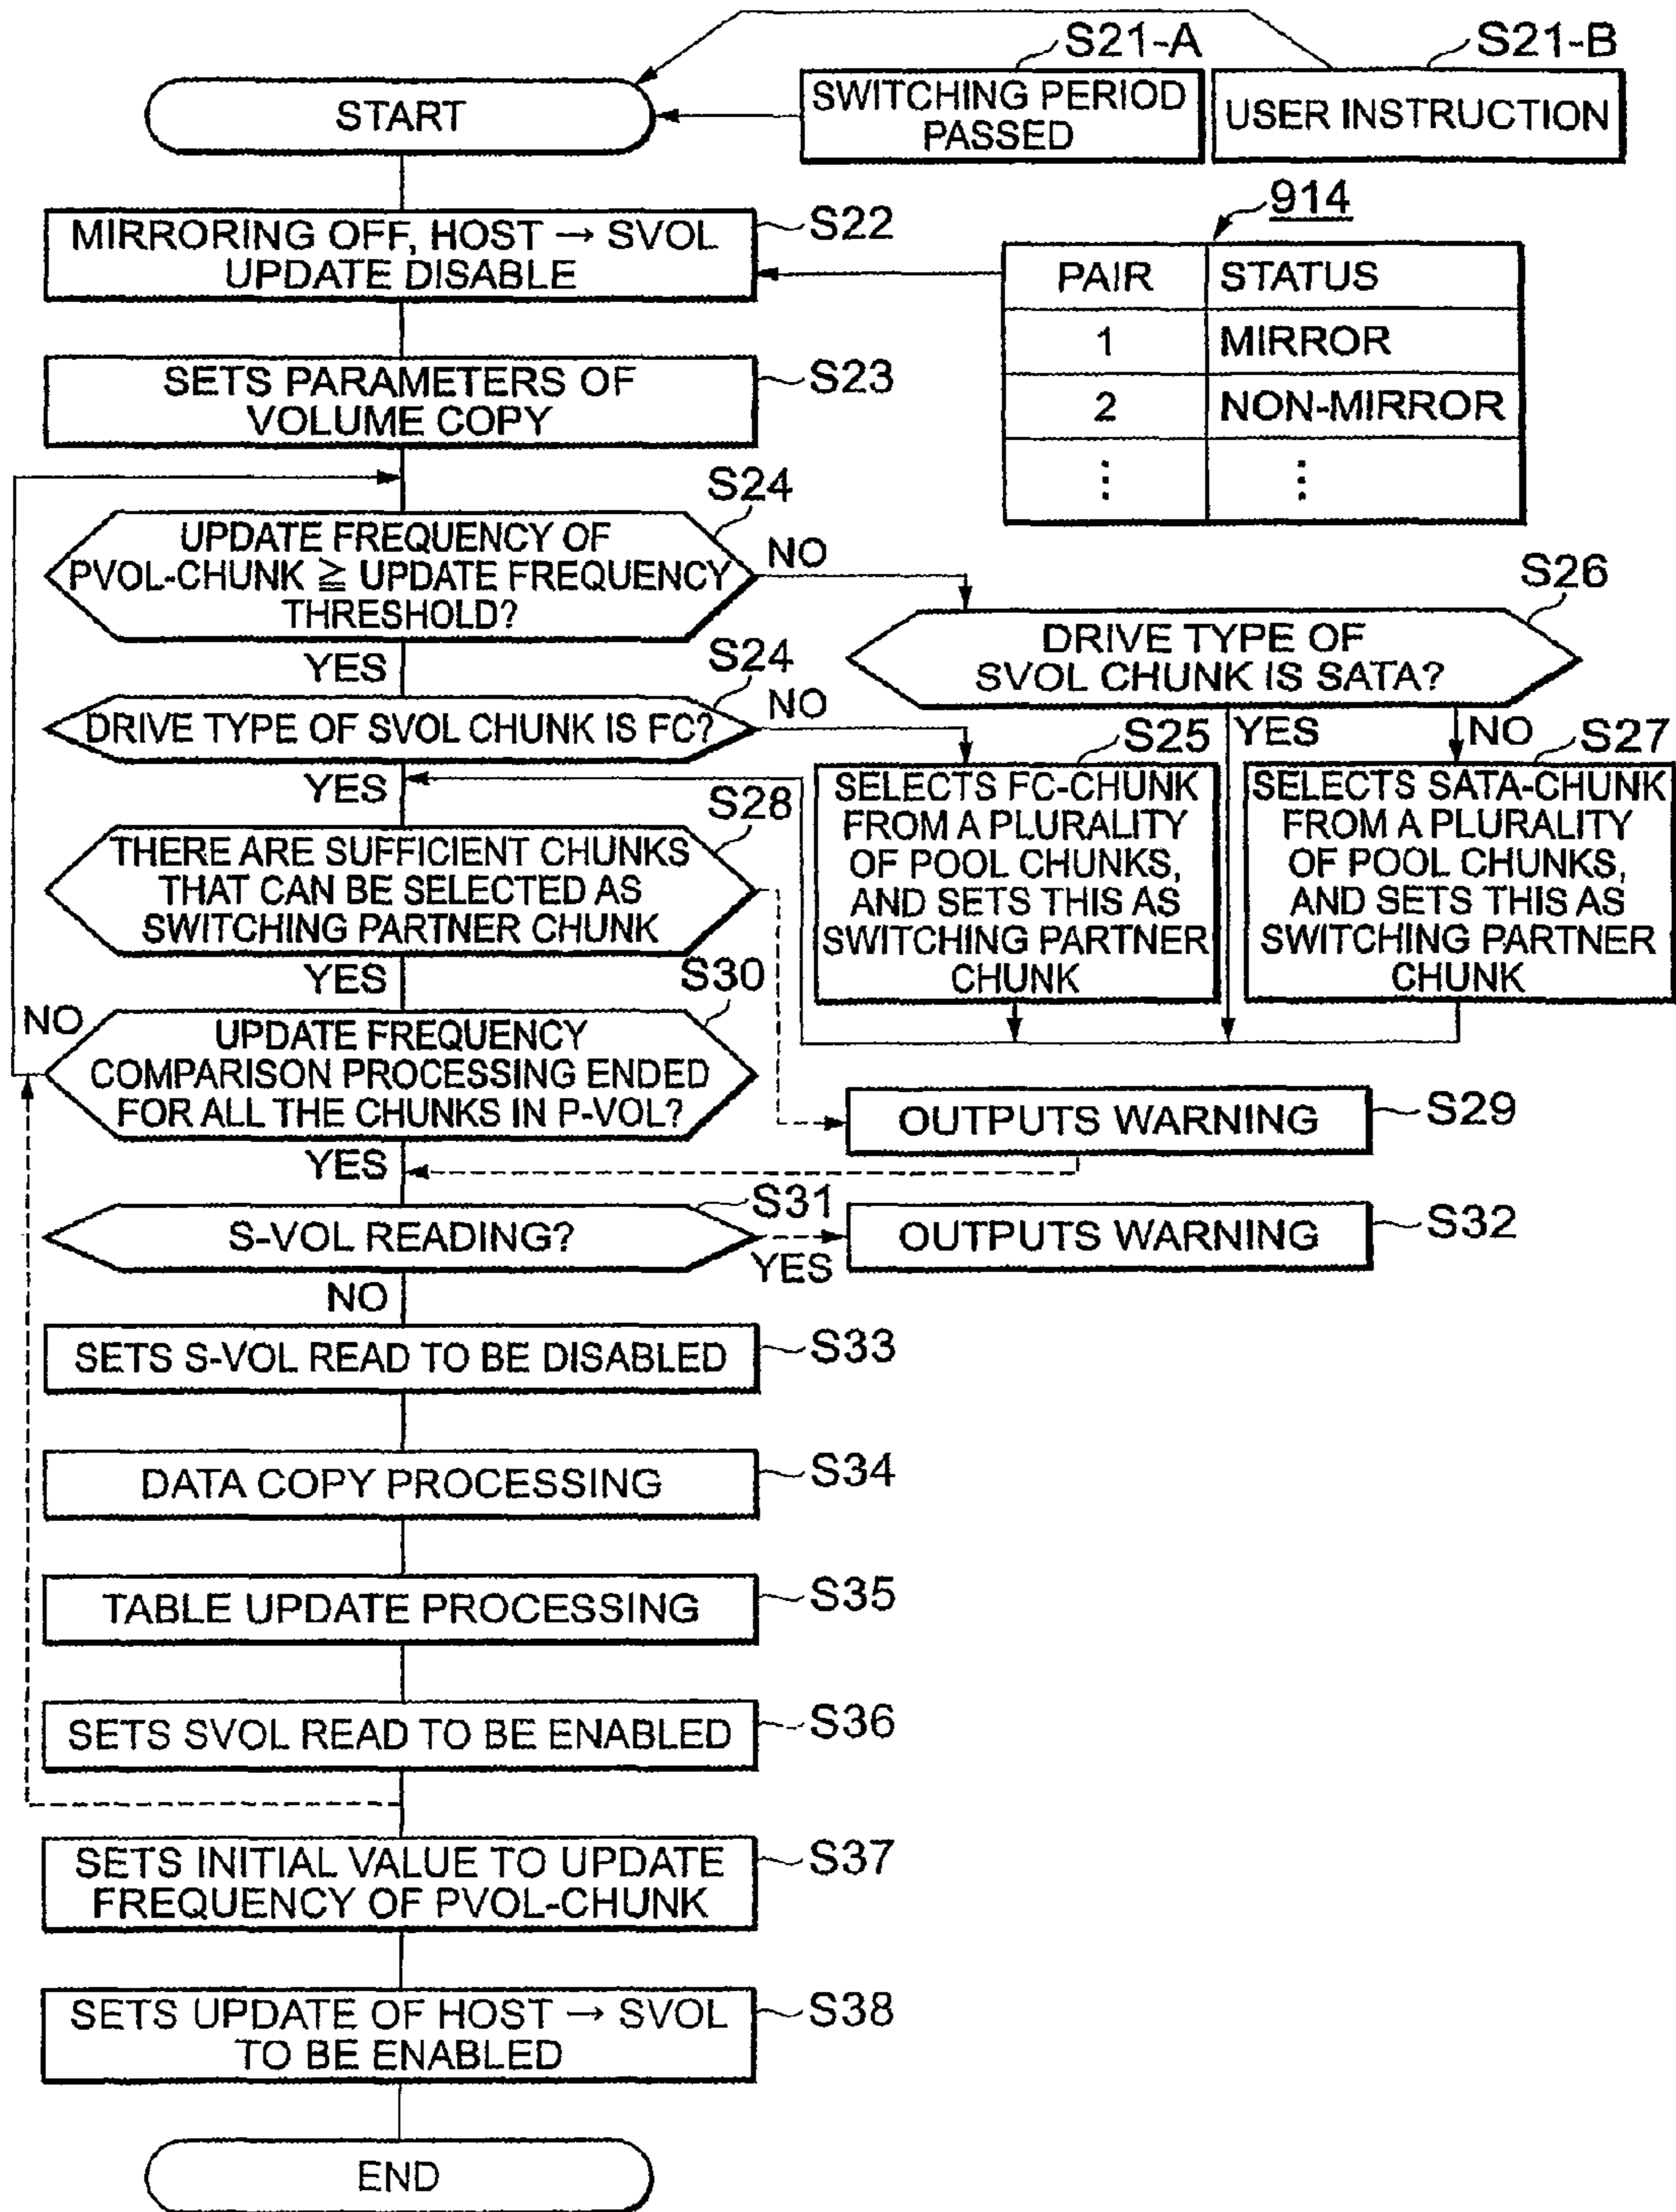 S21-A
S21-B
START
SWITCHING PERIOD
PASSED
USER INSTRUCTION
914
S22
MIRRORING OFF, HOST → SVOL
UPDATE DISABLE
PAIR STATUS
1 MIRROR
2 NON-MIRROR
⋮ ⋮
S23
SETS PARAMETERS OF
VOLUME COPY
S24
UPDATE FREQUENCY OF
PVOL-CHUNK ≧ UPDATE FREQUENCY
THRESHOLD?
NO
YES
S26
DRIVE TYPE OF
SVOL CHUNK IS SATA?
YES
NO
S24
DRIVE TYPE OF SVOL CHUNK IS FC?
NO
YES
S25
SELECTS FC-CHUNK
FROM A PLURALITY
OF POOL CHUNKS,
AND SETS THIS AS
SWITCHING PARTNER
CHUNK
S27
SELECTS SATA-CHUNK
FROM A PLURALITY
OF POOL CHUNKS,
AND SETS THIS AS
SWITCHING PARTNER
CHUNK
S28
THERE ARE SUFFICIENT CHUNKS
THAT CAN BE SELECTED AS
SWITCHING PARTNER CHUNK
YES
S30
NO
UPDATE FREQUENCY
COMPARISON PROCESSING ENDED
FOR ALL THE CHUNKS IN P-VOL?
YES
OUTPUTS WARNING
S29
S31
S-VOL READING?
YES
NO
OUTPUTS WARNING
S32
SETS S-VOL READ TO BE DISABLED
S33
DATA COPY PROCESSING
S34
TABLE UPDATE PROCESSING
S35
SETS SVOL READ TO BE ENABLED
S36
SETS INITIAL VALUE TO UPDATE
FREQUENCY OF PVOL-CHUNK
S37
SETS UPDATE OF HOST → SVOL
TO BE ENABLED
S38
END